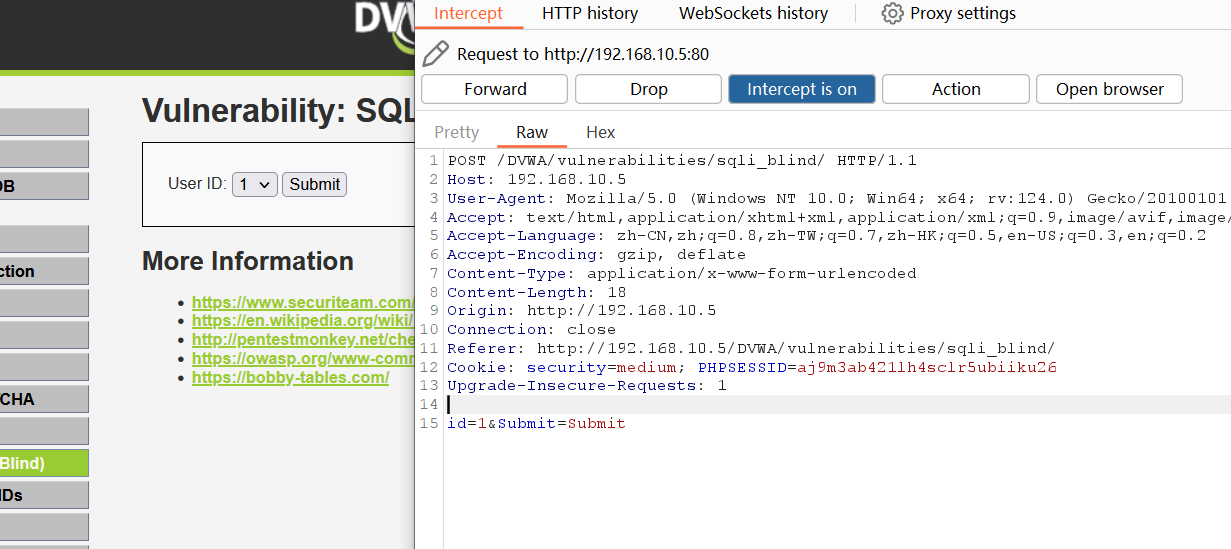 DVW
DB
ction
CHA
Blind)
IDs
Vulnerability: SQL
User ID: 1 Submit
More Information
https://www.securiteam.com/
https://en.wikipedia.org/wiki/
http://pentestmonkey.net/che
https://owasp.org/www-comm
https://bobby-tables.com/
Intercept HTTP history WebSockets history Proxy settings
Request to http://192.168.10.5:80
Forward Drop Intercept is on Action Open browser
Pretty Raw Hex
1 POST /DVWA/vulnerabilities/sqli_blind/ HTTP/1.1
2 Host: 192.168.10.5
3 User-Agent: Mozilla/5.0 (Windows NT 10.0; Win64; x64; rv:124.0) Gecko/20100101
4 Accept: text/html,application/xhtml+xml,application/xml;q=0.9,image/avif,image/
5 Accept-Language: zh-CN,zh;q=0.8,zh-TW;q=0.7,zh-HK;q=0.5,en-US;q=0.3,en;q=0.2
6 Accept-Encoding: gzip, deflate
7 Content-Type: application/x-www-form-urlencoded
8 Content-Length: 18
9 Origin: http://192.168.10.5
10 Connection: close
11 Referer: http://192.168.10.5/DVWA/vulnerabilities/sqli_blind/
12 Cookie: security=medium; PHPSESSID=aj9m3ab421lh4sclr5ubiiku26
13 Upgrade-Insecure-Requests: 1
14
15 id=1&Submit=Submit